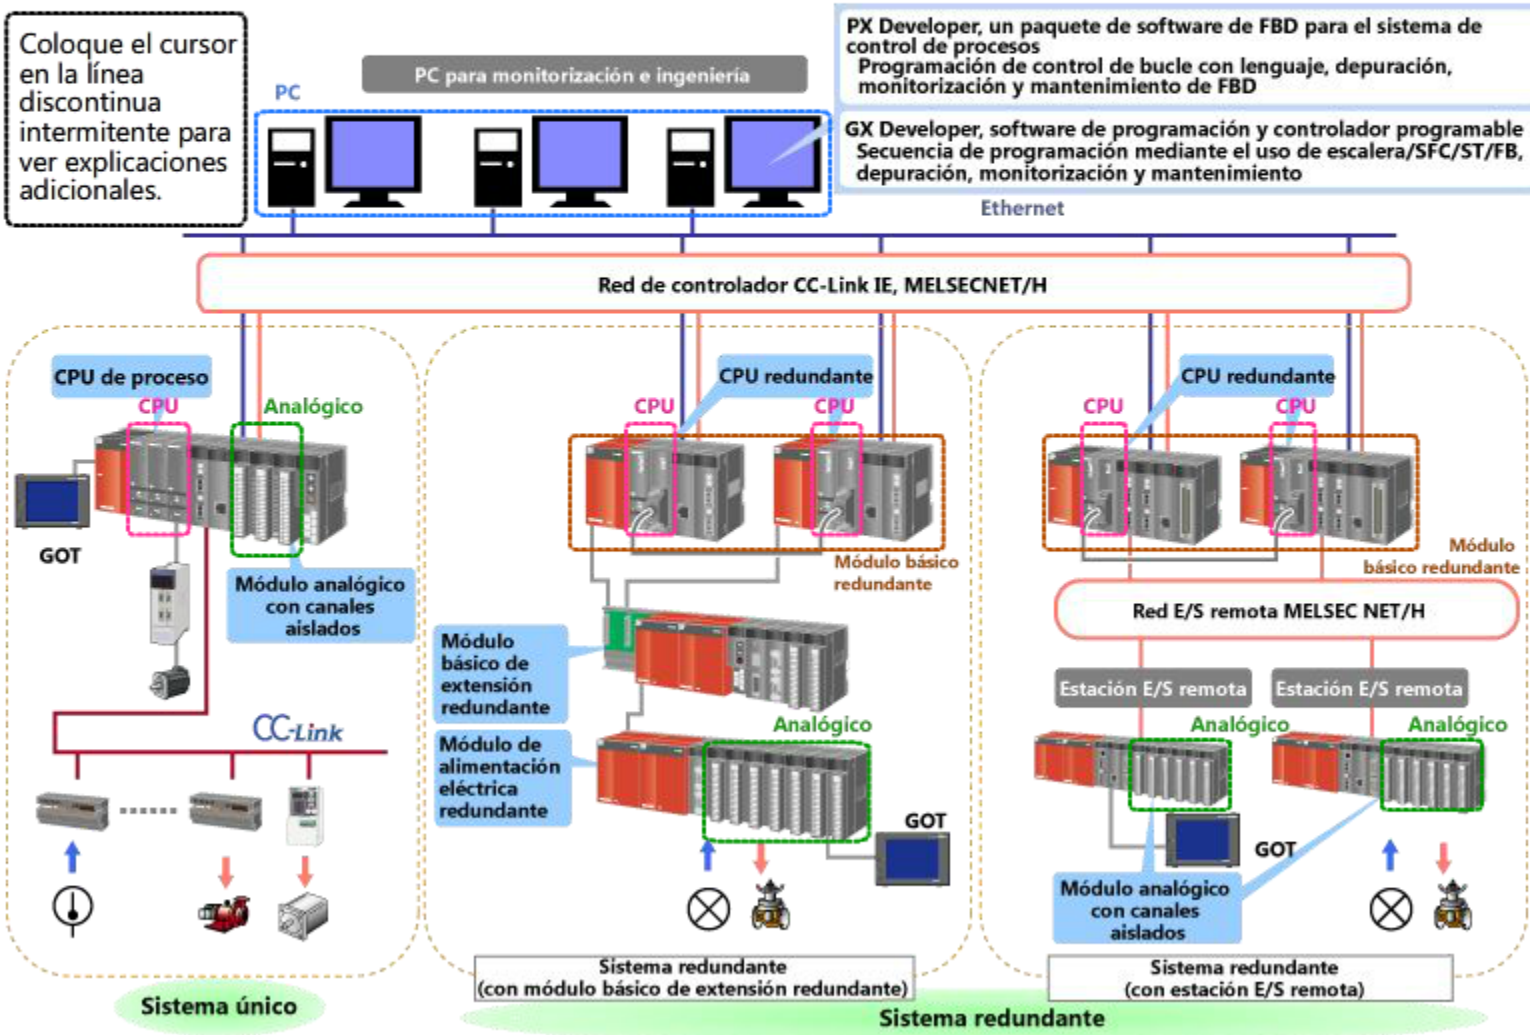 Coloque el cursor
en la línea
discontinua
intermitente para
ver explicaciones
adicionales.
PC para monitorización e ingeniería
PC
PX Developer, un paquete de software de FBD para el sistema de
control de procesos
Programación de control de bucle con lenguaje, depuración,
monitorización y mantenimiento de FBD
GX Developer, software de programación y controlador programable
Secuencia de programación mediante el uso de escalera/SFC/ST/FB,
depuración, monitorización y mantenimiento
Ethernet
Red de controlador CC-Link IE, MELSECNET/H
CPU de proceso
CPU
Analógico
GOT
Módulo analógico
con canales
aislados
CC-Link
Sistema único
CPU redundante
CPU
CPU
Módulo básico
redundante
Módulo
básico de
extensión
redundante
Módulo de
alimentación
eléctrica
redundante
Analógico
GOT
Sistema redundante
(con módulo básico de extensión redundante)
CPU redundante
CPU
CPU
Módulo
básico redundante
Red E/S remota MELSEC NET/H
Estación E/S remota
Estación E/S remota
Analógico
Analógico
GOT
Módulo analógico
con canales
aislados
Sistema redundante
(con estación E/S remota)
Sistema redundante